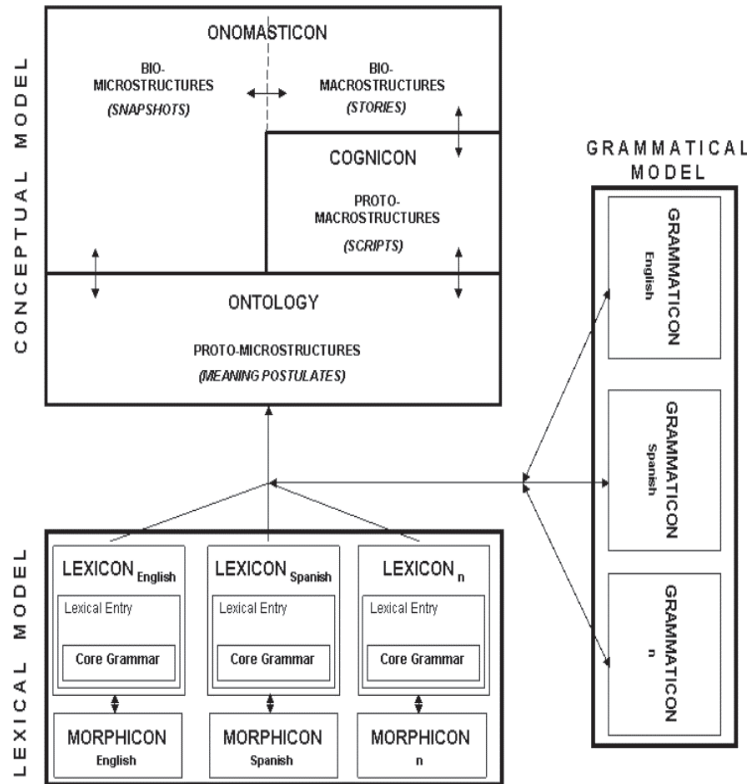 CONCEPTUAL MODEL
ONOMASTICON
BIO-
MICROSTRUCTURES
(SNAPSHOTS)
BIO-
MACROSTRUCTURES
(STORIES)
COGNICON
PROTO-
MACROSTRUCTURES
(SCRIPTS)
ONTOLOGY
PROTO-MICROSTRUCTURES
(MEANING POSTULATES)
GRAMMATICAL
MODEL
GRAMMATICON
English
GRAMMATICON
Spanish
GRAMMATICON
n
LEXICAL MODEL
LEXICON English
Lexical Entry
Core Grammar
MORPHICON
English
LEXICON Spanish
Lexical Entry
Core Grammar
MORPHICON
Spanish
LEXICON n
Lexical Entry
Core Grammar
MORPHICON
n